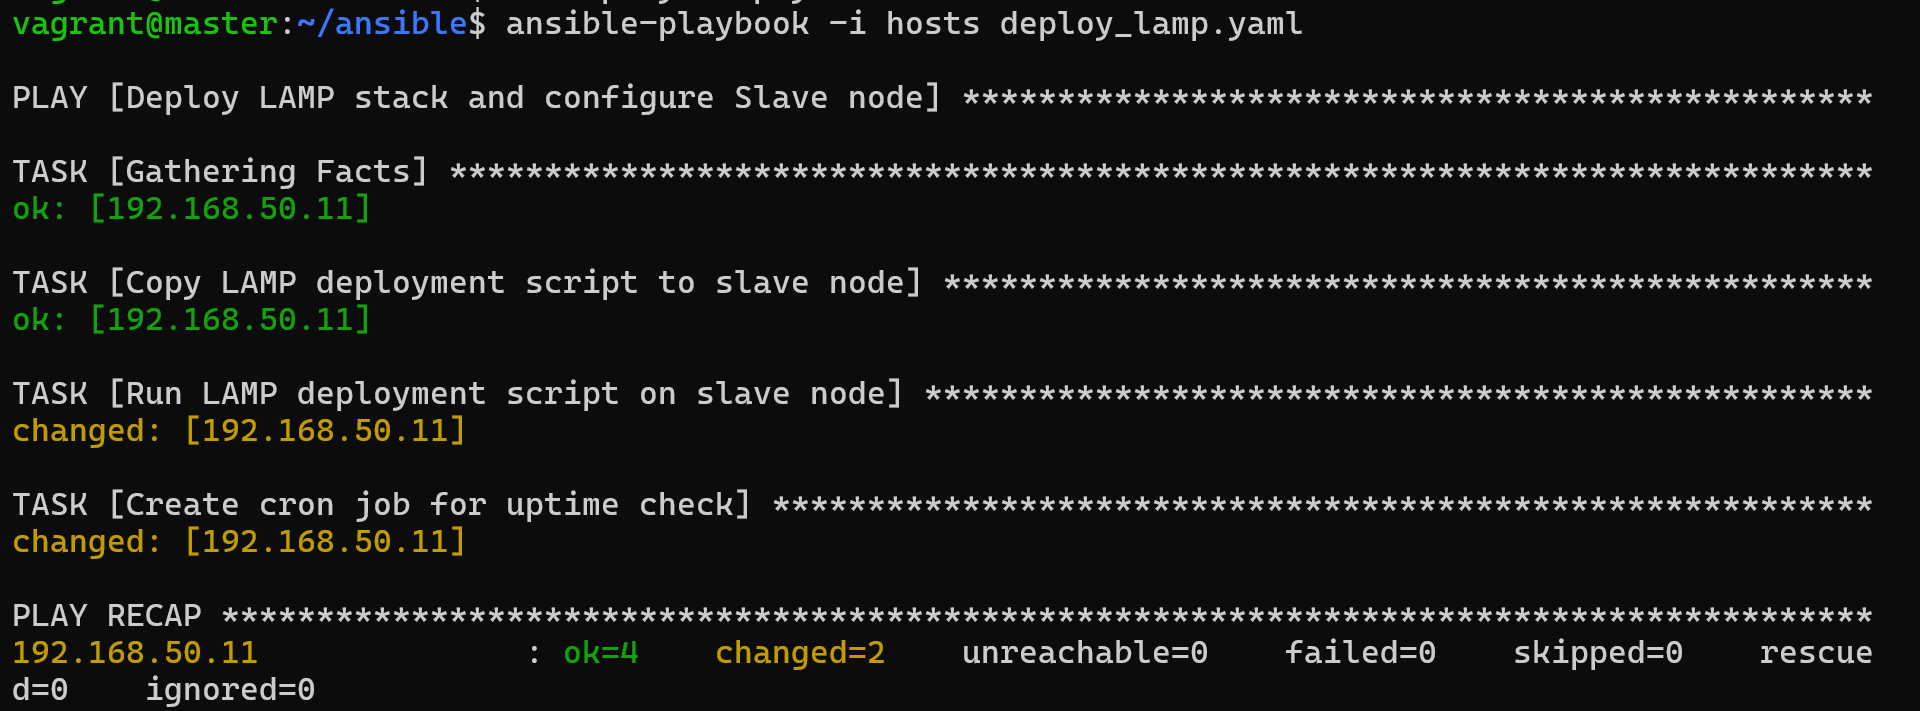 vagrant@master:~/ansible$ ansible-playbook -i hosts deploy_lamp.yaml
PLAY [Deploy LAMP stack and configure Slave node] ************************************************
TASK [Gathering Facts] ***************************************************************************
ok: [192.168.50.11]
TASK [Copy LAMP deployment script to slave node] *************************************************
ok: [192.168.50.11]
TASK [Run LAMP deployment script on slave node] **************************************************
changed: [192.168.50.11]
TASK [Create cron job for uptime check] **********************************************************
changed: [192.168.50.11]
PLAY RECAP ***************************************************************************************
192.168.50.11              : ok=4    changed=2    unreachable=0    failed=0    skipped=0    rescue
d=0    ignored=0